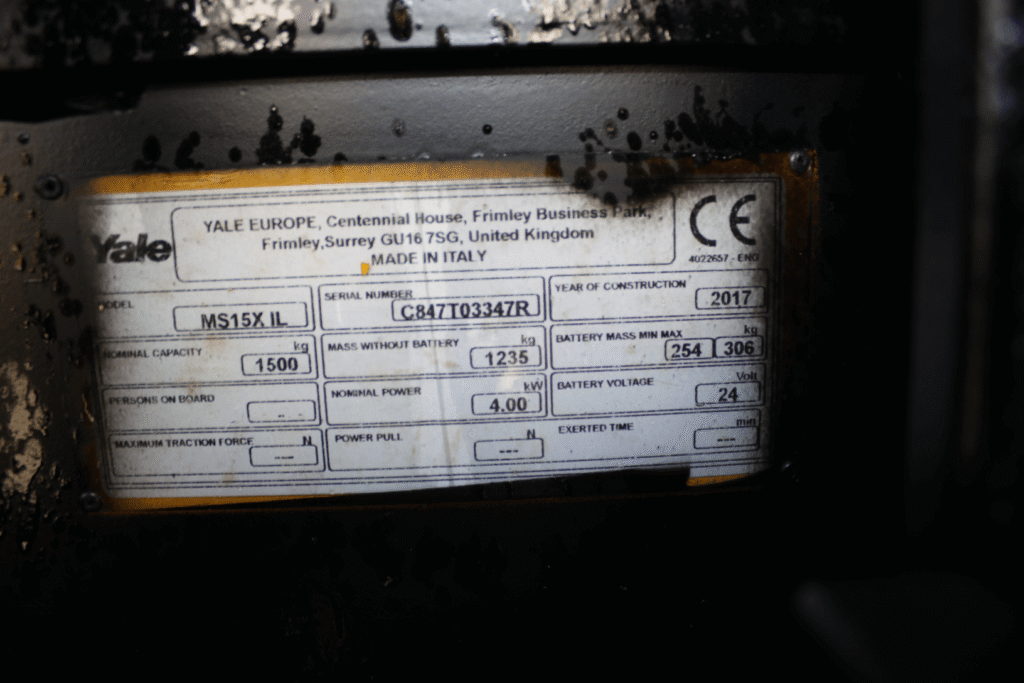 Yale
YALE EUROPE, Centennial House, Frimley Business Park,
Frimley,Surrey GU16 7SG, United Kingdom
MADE IN ITALY
CE
4022657 - ENG
MODEL
MS15X IL
SERIAL NUMBER
C847T03347R
YEAR OF CONSTRUCTION
2017
NOMINAL CAPACITY
kg
1500
MASS WITHOUT BATTERY
kg
1235
BATTERY MASS MIN MAX
kg
254 306
PERSONS ON BOARD
---
NOMINAL POWER
kW
4.00
BATTERY VOLTAGE
Volt
24
MAXIMUM TRACTION FORCE
N
---
POWER PULL
N
---
EXERTED TIME
min
---